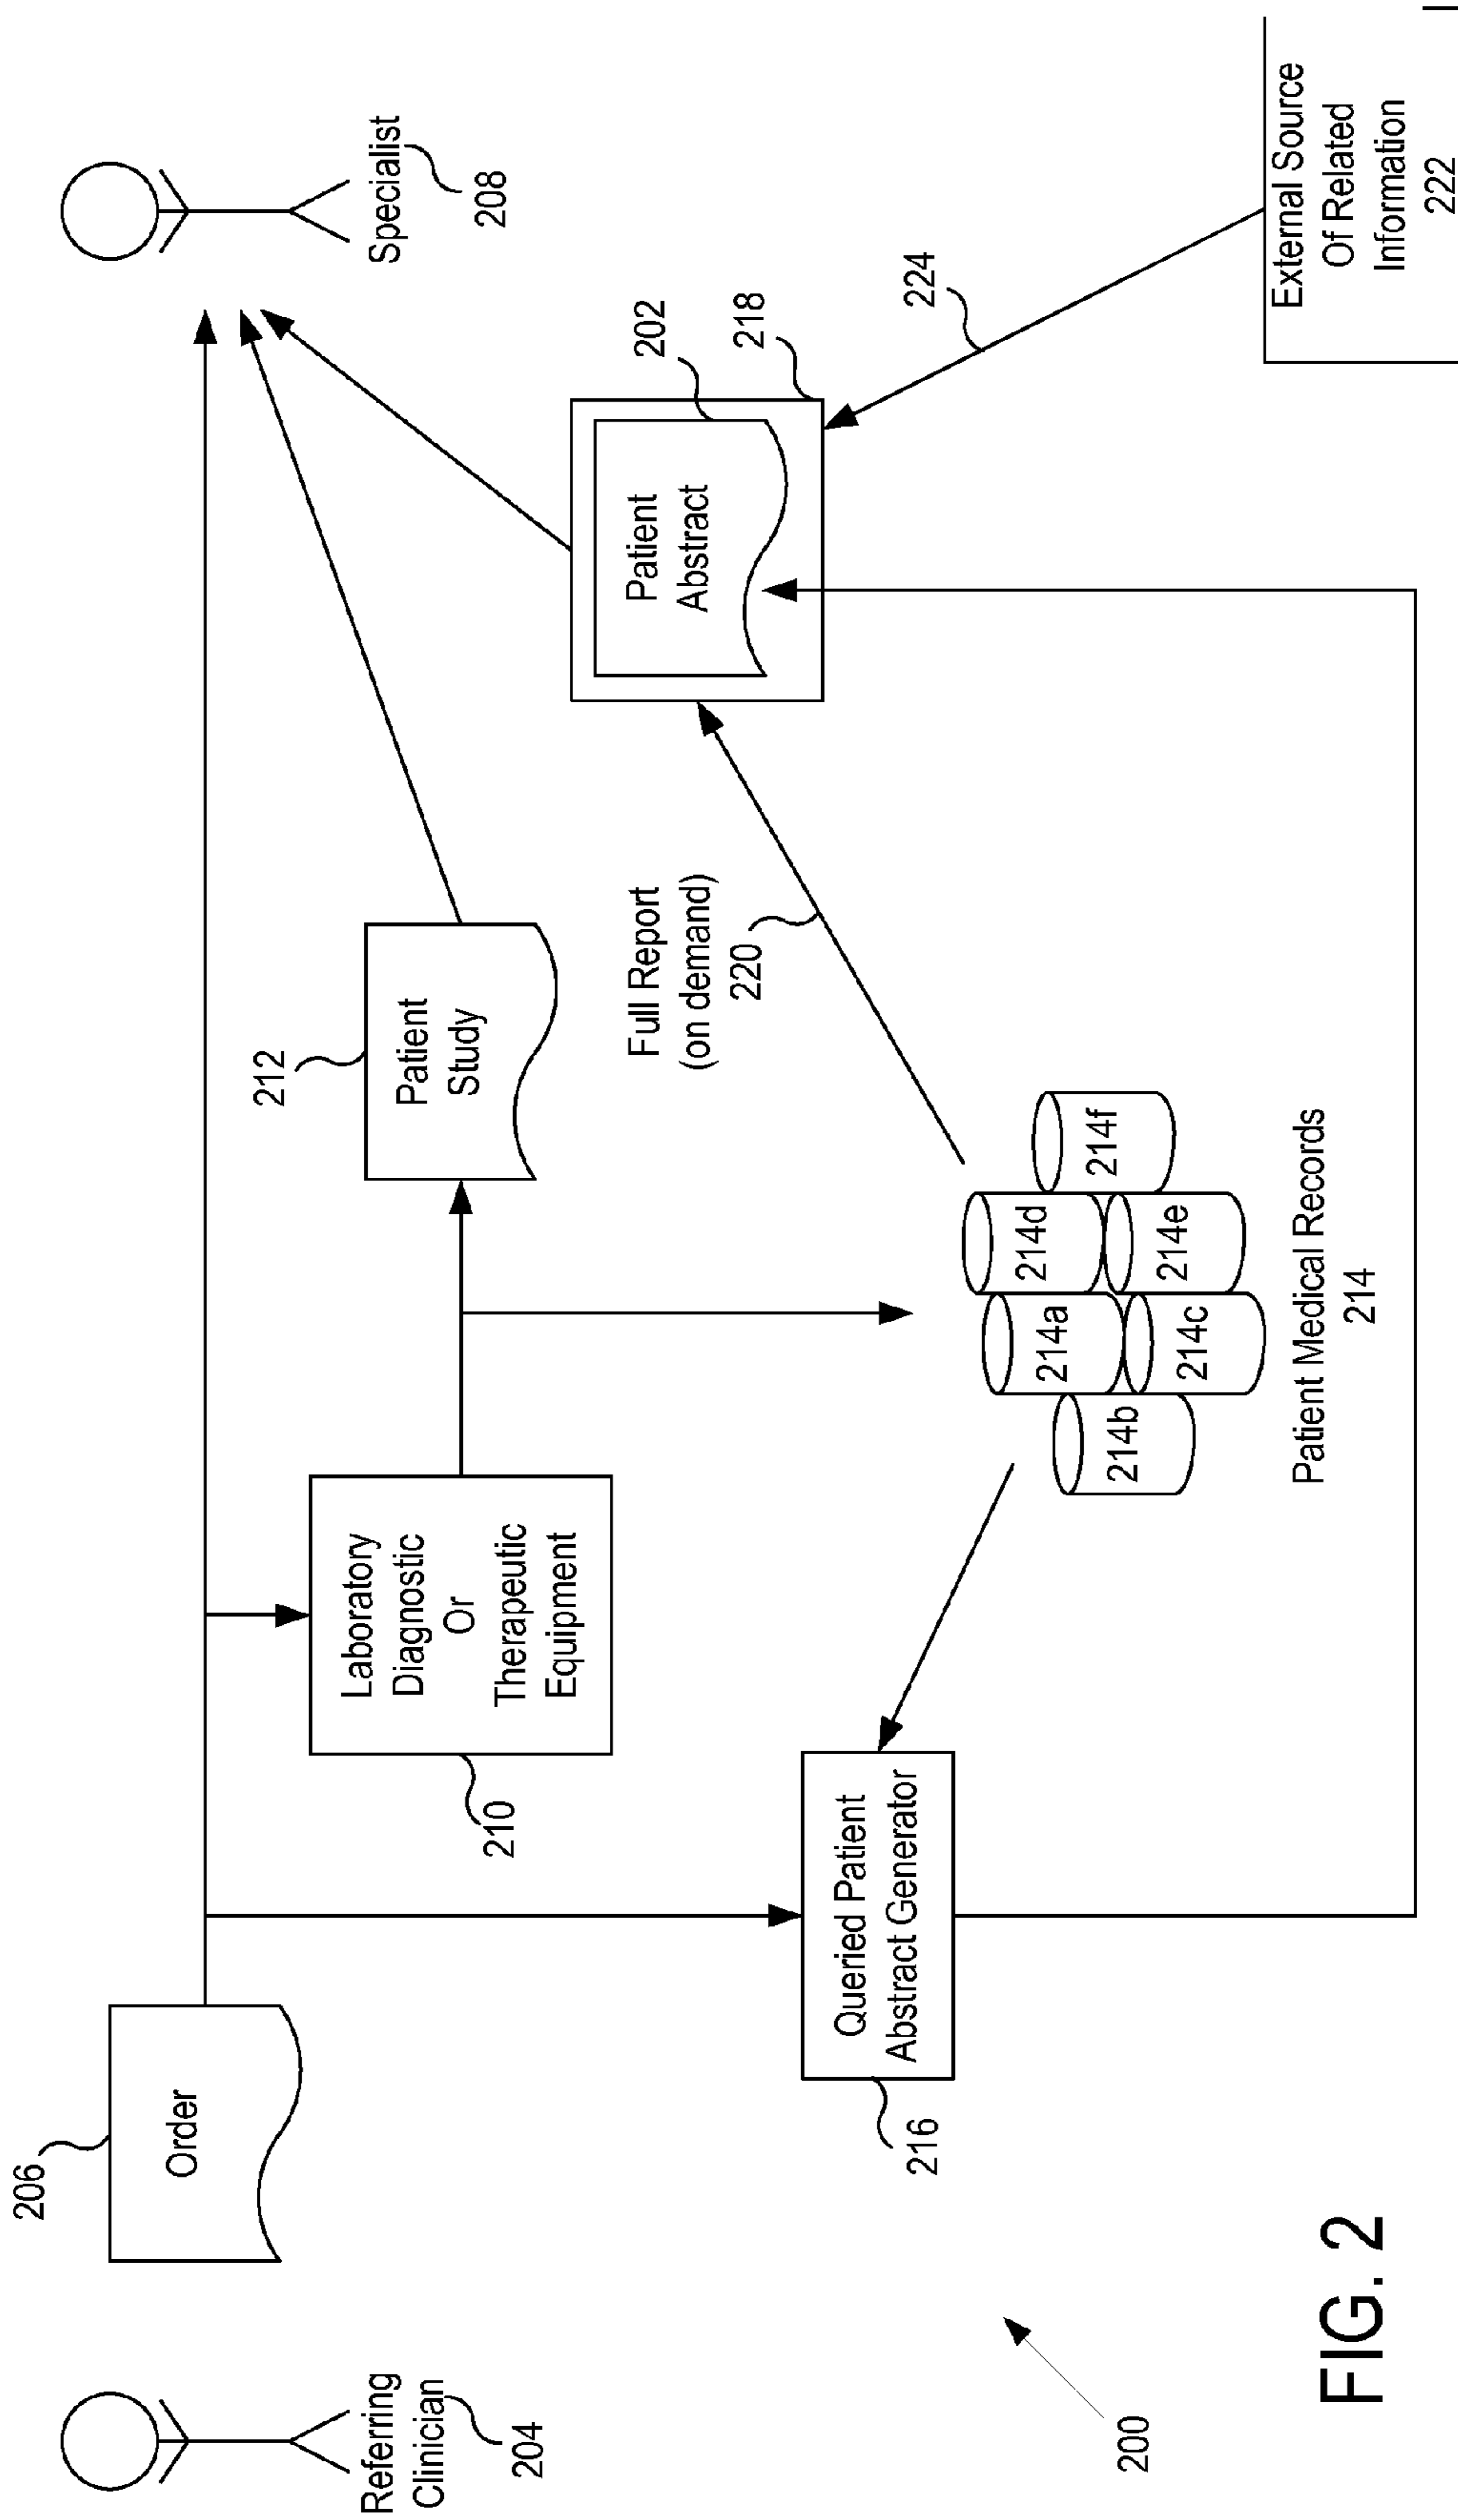 206
Order
Referring
Clinician
204
Specialist
208
Laboratory
Diagnostic
Or
Therapeutic
Equipment
210
212
Patient
Study
Full Report
(on demand)
220
202
218
Patient
Abstract
224
Queried Patient
Abstract Generator
216
214a
214b
214c
214d
214e
214f
Patient Medical Records
214
External Source
Of Related
Information
222
200
FIG. 2